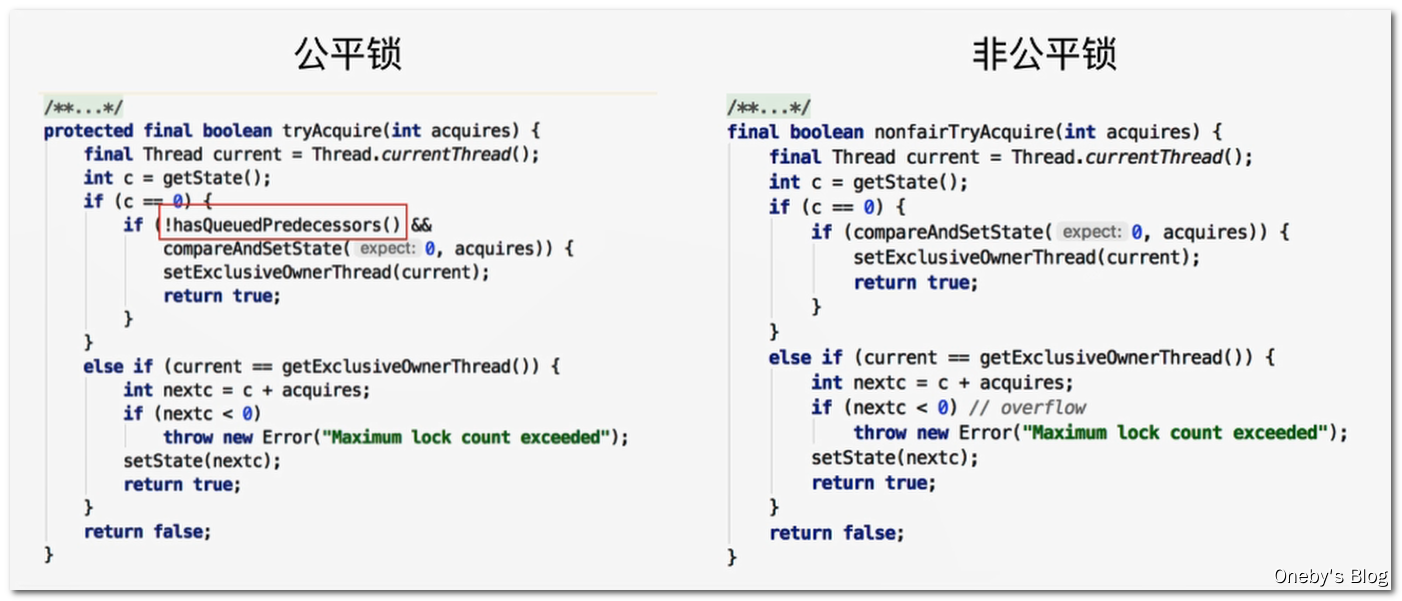 公平锁
/**...*/
protected final boolean tryAcquire(int acquires) {
    final Thread current = Thread.currentThread();
    int c = getState();
    if (c == 0) {
        if (!hasQueuedPredecessors() &&
            compareAndSetState( expect: 0, acquires)) {
            setExclusiveOwnerThread(current);
            return true;
        }
    }
    else if (current == getExclusiveOwnerThread()) {
        int nextc = c + acquires;
        if (nextc < 0)
            throw new Error("Maximum lock count exceeded");
        setState(nextc);
        return true;
    }
    return false;
}
非公平锁
/**...*/
final boolean nonfairTryAcquire(int acquires) {
    final Thread current = Thread.currentThread();
    int c = getState();
    if (c == 0) {
        if (compareAndSetState( expect: 0, acquires)) {
            setExclusiveOwnerThread(current);
            return true;
        }
    }
    else if (current == getExclusiveOwnerThread()) {
        int nextc = c + acquires;
        if (nextc < 0) // overflow
            throw new Error("Maximum lock count exceeded");
        setState(nextc);
        return true;
    }
    return false;
}
Oneby's Blog